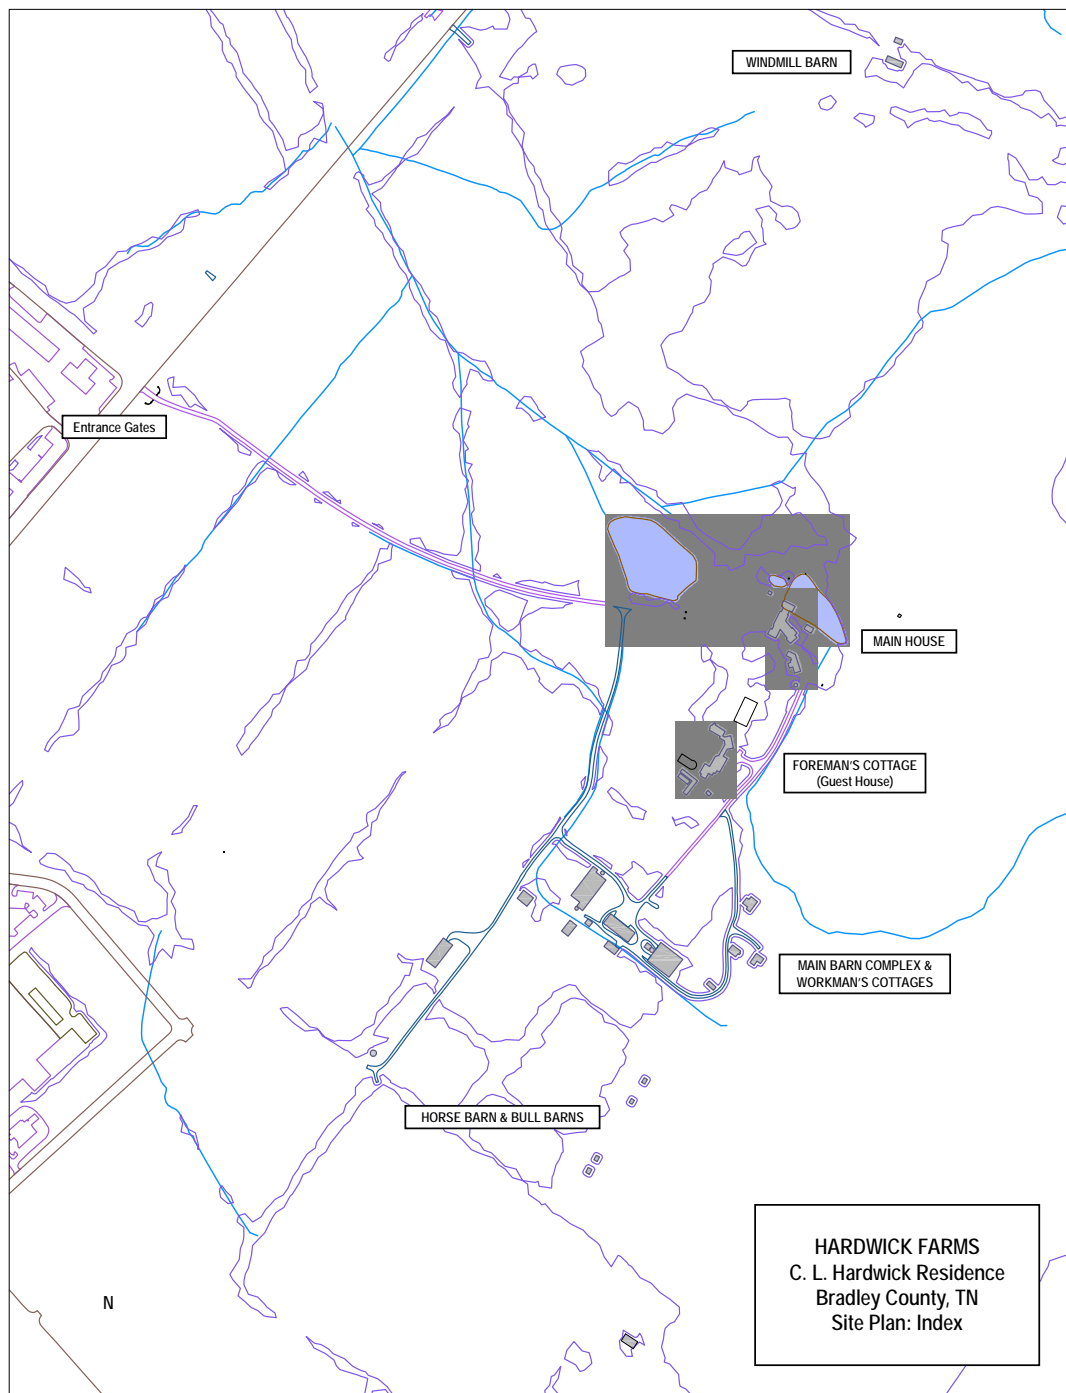 WINDMILL BARN
Entrance Gates
MAIN HOUSE
FOREMAN'S COTTAGE
(Guest House)
MAIN BARN COMPLEX &
WORKMAN'S COTTAGES
HORSE BARN & BULL BARNS
HARDWICK FARMS
C. L. Hardwick Residence
Bradley County, TN
Site Plan: Index
N